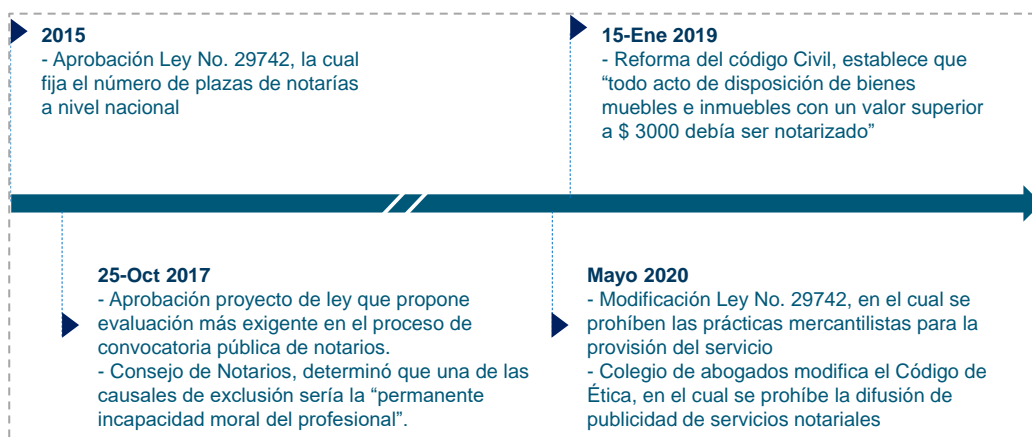 2015
- Aprobación Ley No. 29742, la cual
fija el número de plazas de notarías
a nivel nacional
15-Ene 2019
- Reforma del código Civil, establece que
“todo acto de disposición de bienes
muebles e inmuebles con un valor superior
a $ 3000 debía ser notarizado”
25-Oct 2017
- Aprobación proyecto de ley que propone
evaluación más exigente en el proceso de
convocatoria pública de notarios.
- Consejo de Notarios, determinó que una de las
causales de exclusión sería la “permanente
incapacidad moral del profesional”.
Mayo 2020
- Modificación Ley No. 29742, en el cual se
prohíben las prácticas mercantilistas para la
provisión del servicio
- Colegio de abogados modifica el Código de
Ética, en el cual se prohíbe la difusión de
publicidad de servicios notariales